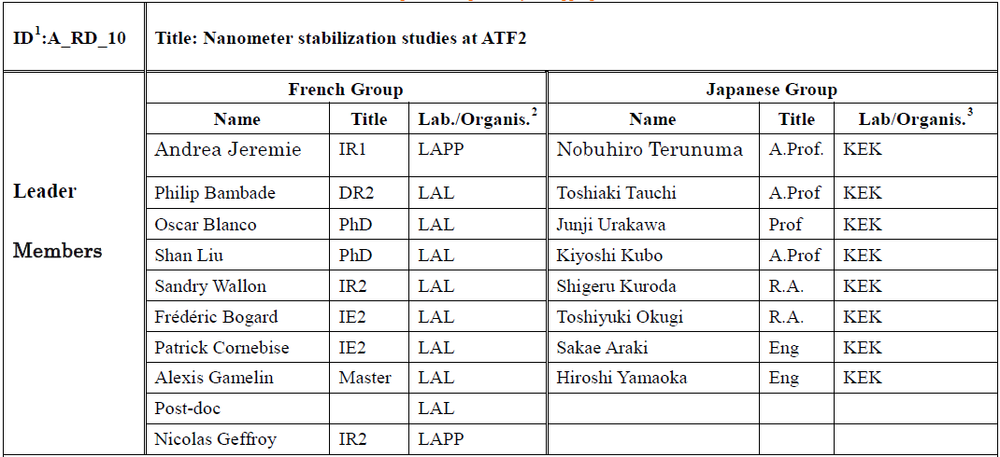 ID1:A_RD_10 Title: Nanometer stabilization studies at ATF2
French Group Japanese Group
Name Title Lab./Organis.2 Name Title Lab/Organis.3
Andrea Jeremie IR1 LAPP Nobuhiro Terunuma A.Prof. KEK
Leader Philip Bambade DR2 LAL Toshiaki Tauchi A.Prof KEK
Oscar Blanco PhD LAL Junji Urakawa Prof KEK
Members Shan Liu PhD LAL Kiyoshi Kubo A.Prof KEK
Sandry Wallon IR2 LAL Shigeru Kuroda R.A. KEK
Frédéric Bogard IE2 LAL Toshiyuki Okugi R.A. KEK
Patrick Cornebise IE2 LAL Sakae Araki Eng KEK
Alexis Gamelin Master LAL Hiroshi Yamaoka Eng KEK
Post-doc LAL
Nicolas Geffroy IR2 LAPP